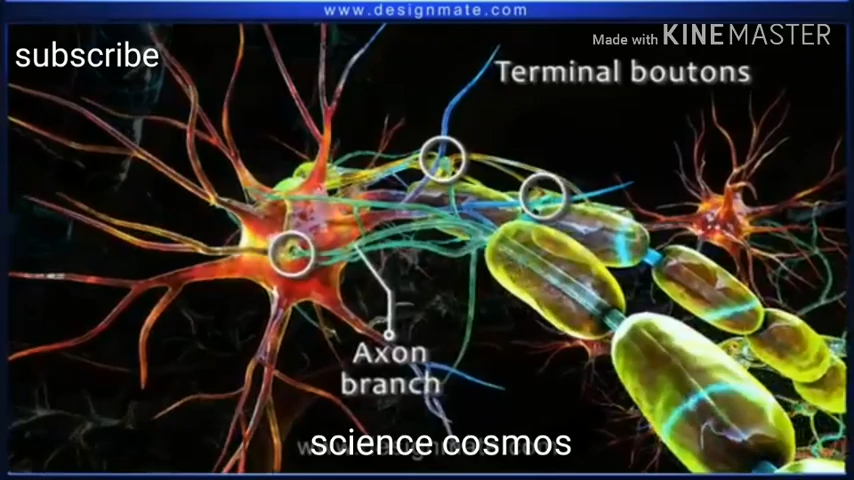 www.designmate.com
subscribe
Made with KINEMASTER
Terminal boutons
Axon
branch
science cosmos